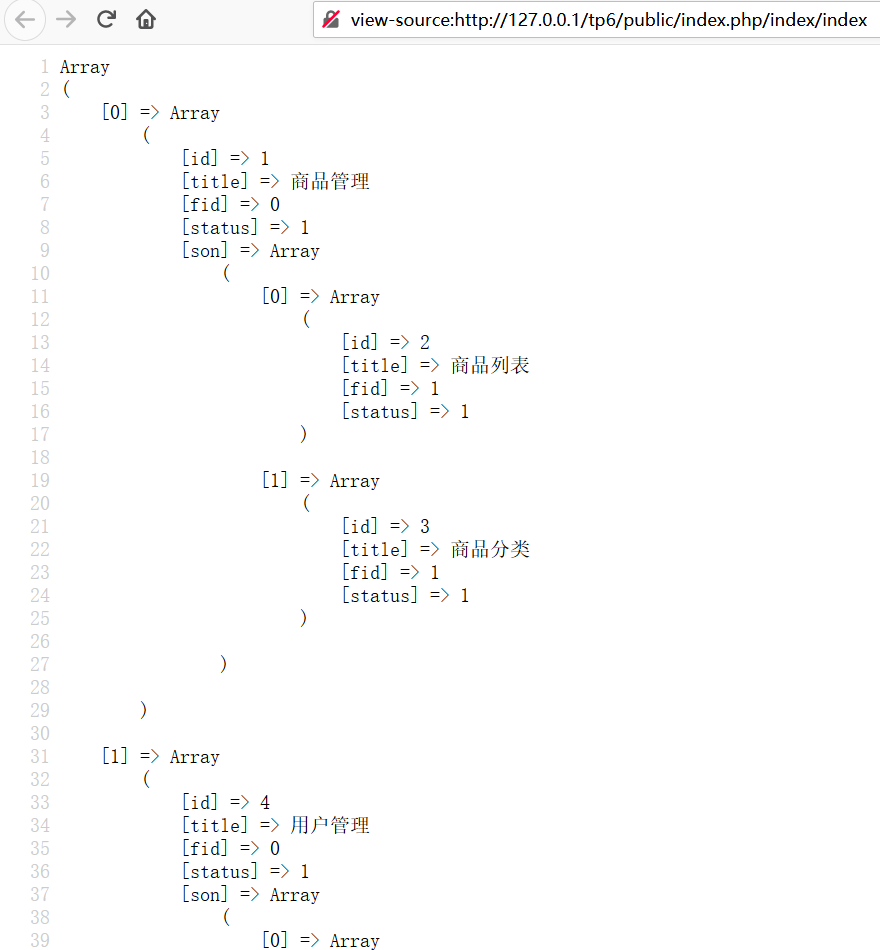 view-source:http://127.0.0.1/tp6/public/index.php/index/index
1 Array
2 (
3     [0] => Array
4         (
5             [id] => 1
6             [title] => 商品管理
7             [fid] => 0
8             [status] => 1
9             [son] => Array
10                 (
11                     [0] => Array
12                         (
13                             [id] => 2
14                             [title] => 商品列表
15                             [fid] => 1
16                             [status] => 1
17                         )
18
19                     [1] => Array
20                         (
21                             [id] => 3
22                             [title] => 商品分类
23                             [fid] => 1
24                             [status] => 1
25                         )
26
27                 )
28
29         )
30
31     [1] => Array
32         (
33             [id] => 4
34             [title] => 用户管理
35             [fid] => 0
36             [status] => 1
37             [son] => Array
38                 (
39                     [0] => Array